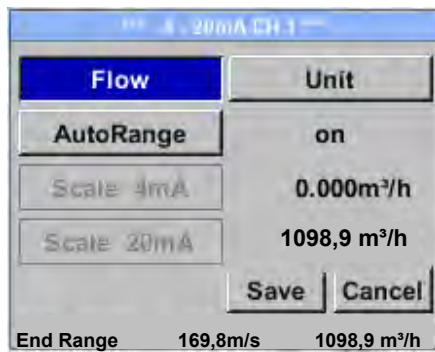 *** 4 - 20mA CH 1 ***
Flow Unit
AutoRange on
Scale 4mA 0.000m³/h
Scale 20mA 1098,9 m³/h
Save Cancel
End Range 169,8m/s 1098,9 m³/h